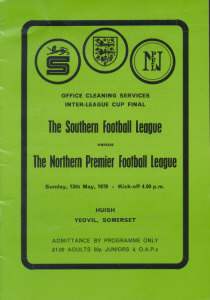 OFFICE CLEANING SERVICES
INTER-LEAGUE CUP FINAL
The Southern Football League
versus
The Northern Premier Football League
Sunday, 13th May, 1979 - Kick-off 4.00 p.m.
HUISH
YEOVIL, SOMERSET
ADMITTANCE BY PROGRAMME ONLY
£1.00 ADULTS 50p JUNIORS & O.A.P-s